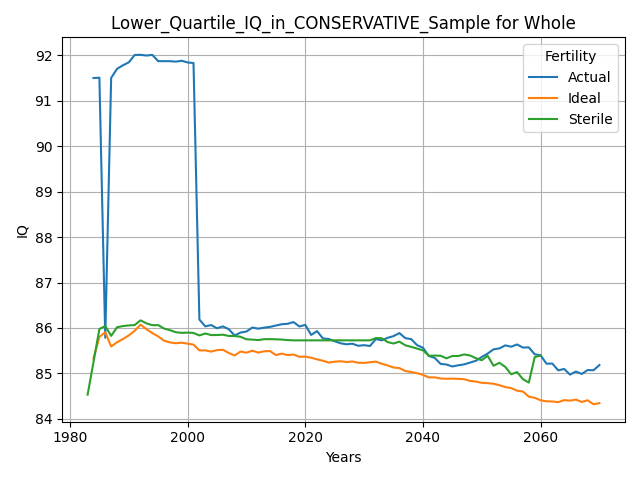 Lower_Quartile_IQ_in_CONSERVATIVE_Sample for Whole
Fertility
Actual
Ideal
Sterile
IQ
92
91
90
89
88
87
86
85
84
1980
2000
2020
2040
2060
Years